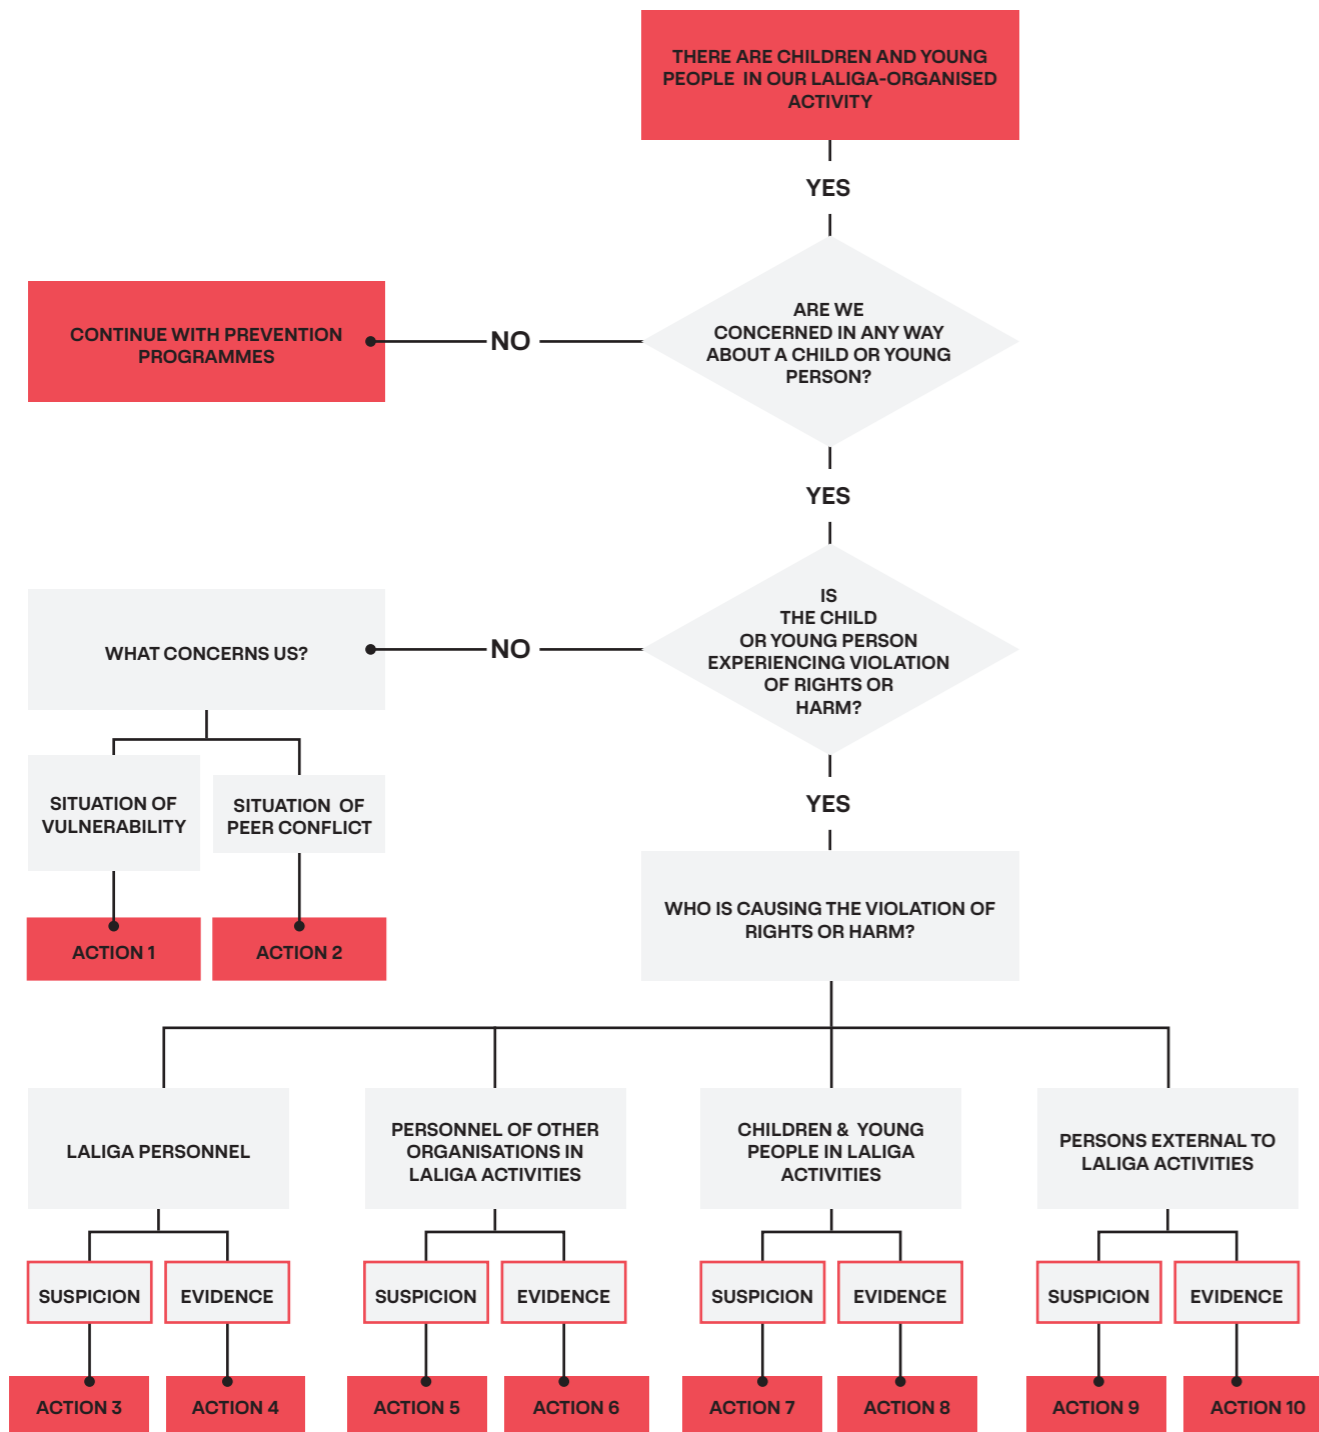 THERE ARE CHILDREN AND YOUNG
PEOPLE IN OUR LALIGA-ORGANISED
ACTIVITY
YES
ARE WE
CONCERNED IN ANY WAY
ABOUT A CHILD OR YOUNG
PERSON?
NO
CONTINUE WITH PREVENTION
PROGRAMMES
YES
IS
THE CHILD
OR YOUNG PERSON
EXPERIENCING VIOLATION
OF RIGHTS OR
HARM?
NO
WHAT CONCERNS US?
SITUATION OF
VULNERABILITY
SITUATION OF
PEER CONFLICT
ACTION 1
ACTION 2
YES
WHO IS CAUSING THE VIOLATION OF
RIGHTS OR HARM?
LALIGA PERSONNEL
PERSONNEL OF OTHER
ORGANISATIONS IN
LALIGA ACTIVITIES
CHILDREN & YOUNG
PEOPLE IN LALIGA
ACTIVITIES
PERSONS EXTERNAL TO
LALIGA ACTIVITIES
SUSPICION
EVIDENCE
SUSPICION
EVIDENCE
SUSPICION
EVIDENCE
SUSPICION
EVIDENCE
ACTION 3
ACTION 4
ACTION 5
ACTION 6
ACTION 7
ACTION 8
ACTION 9
ACTION 10